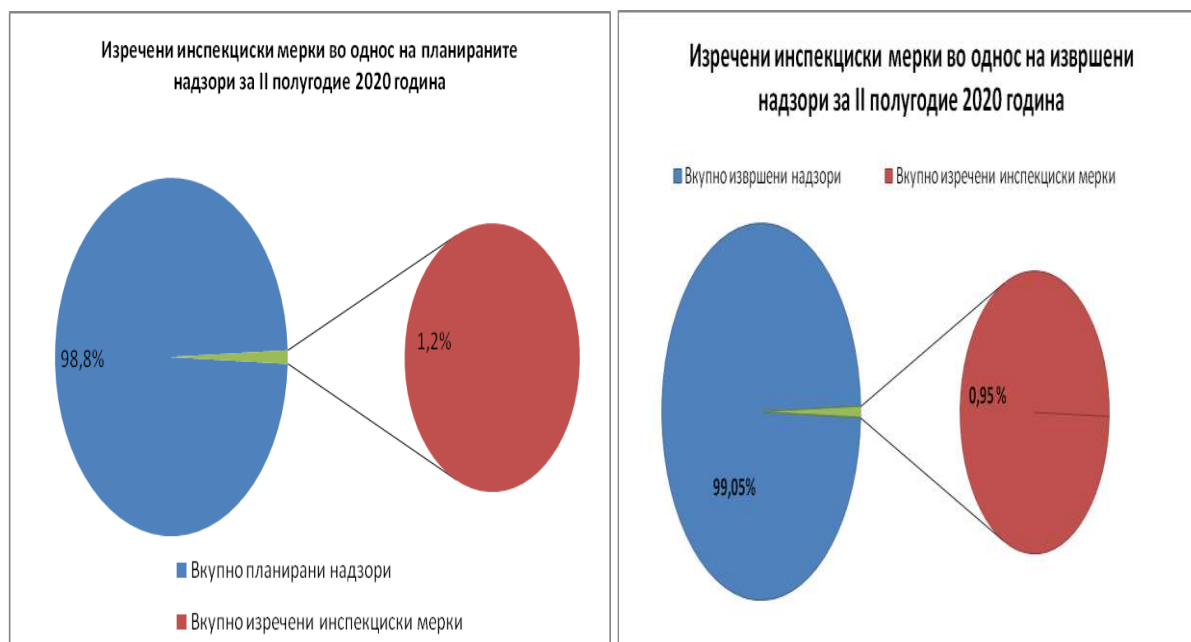 Изречени инспекциски мерки во однос на планираните
надзори за II полугодие 2020 година
98,8%
1,2%
Вкупно планирани надзори
Вкупно изречени инспекциски мерки
Изречени инспекциски мерки во однос на извршени
надзори за II полугодие 2020 година
Вкупно извршени надзори
Вкупно изречени инспекциски мерки
0,95 %
99,05%